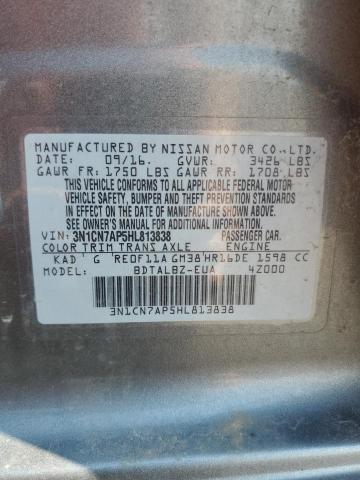 MANUFACTURED BY NISSAN MOTOR CO.,LTD.
DATE: 09/16. GVWR: 3426 LBS
GAWR FR: 1750 LBS GAWR RR: 1708 LBS
THIS VEHICLE CONFORMS TO ALL APPLICABLE FEDERAL MOTOR
VEHICLE SAFETY, BUMPER, AND THEFT PREVENTION STANDARDS
IN EFFECT ON THE DATE OF MANUFACTURE SHOWN ABOVE.
SEE OWNER'S MANUAL FOR ADDITIONAL INFORMATION.
VIN: 3N1CN7AP5HL813838 PASSENGER CAR.
COLOR TRIM TRANS AXLE ENGINE
KAD G RE0F11A GM38 HR16DE 1598 CC
MODEL: BDTALBZ-EUA 4Z000
3N1CN7AP5HL813838